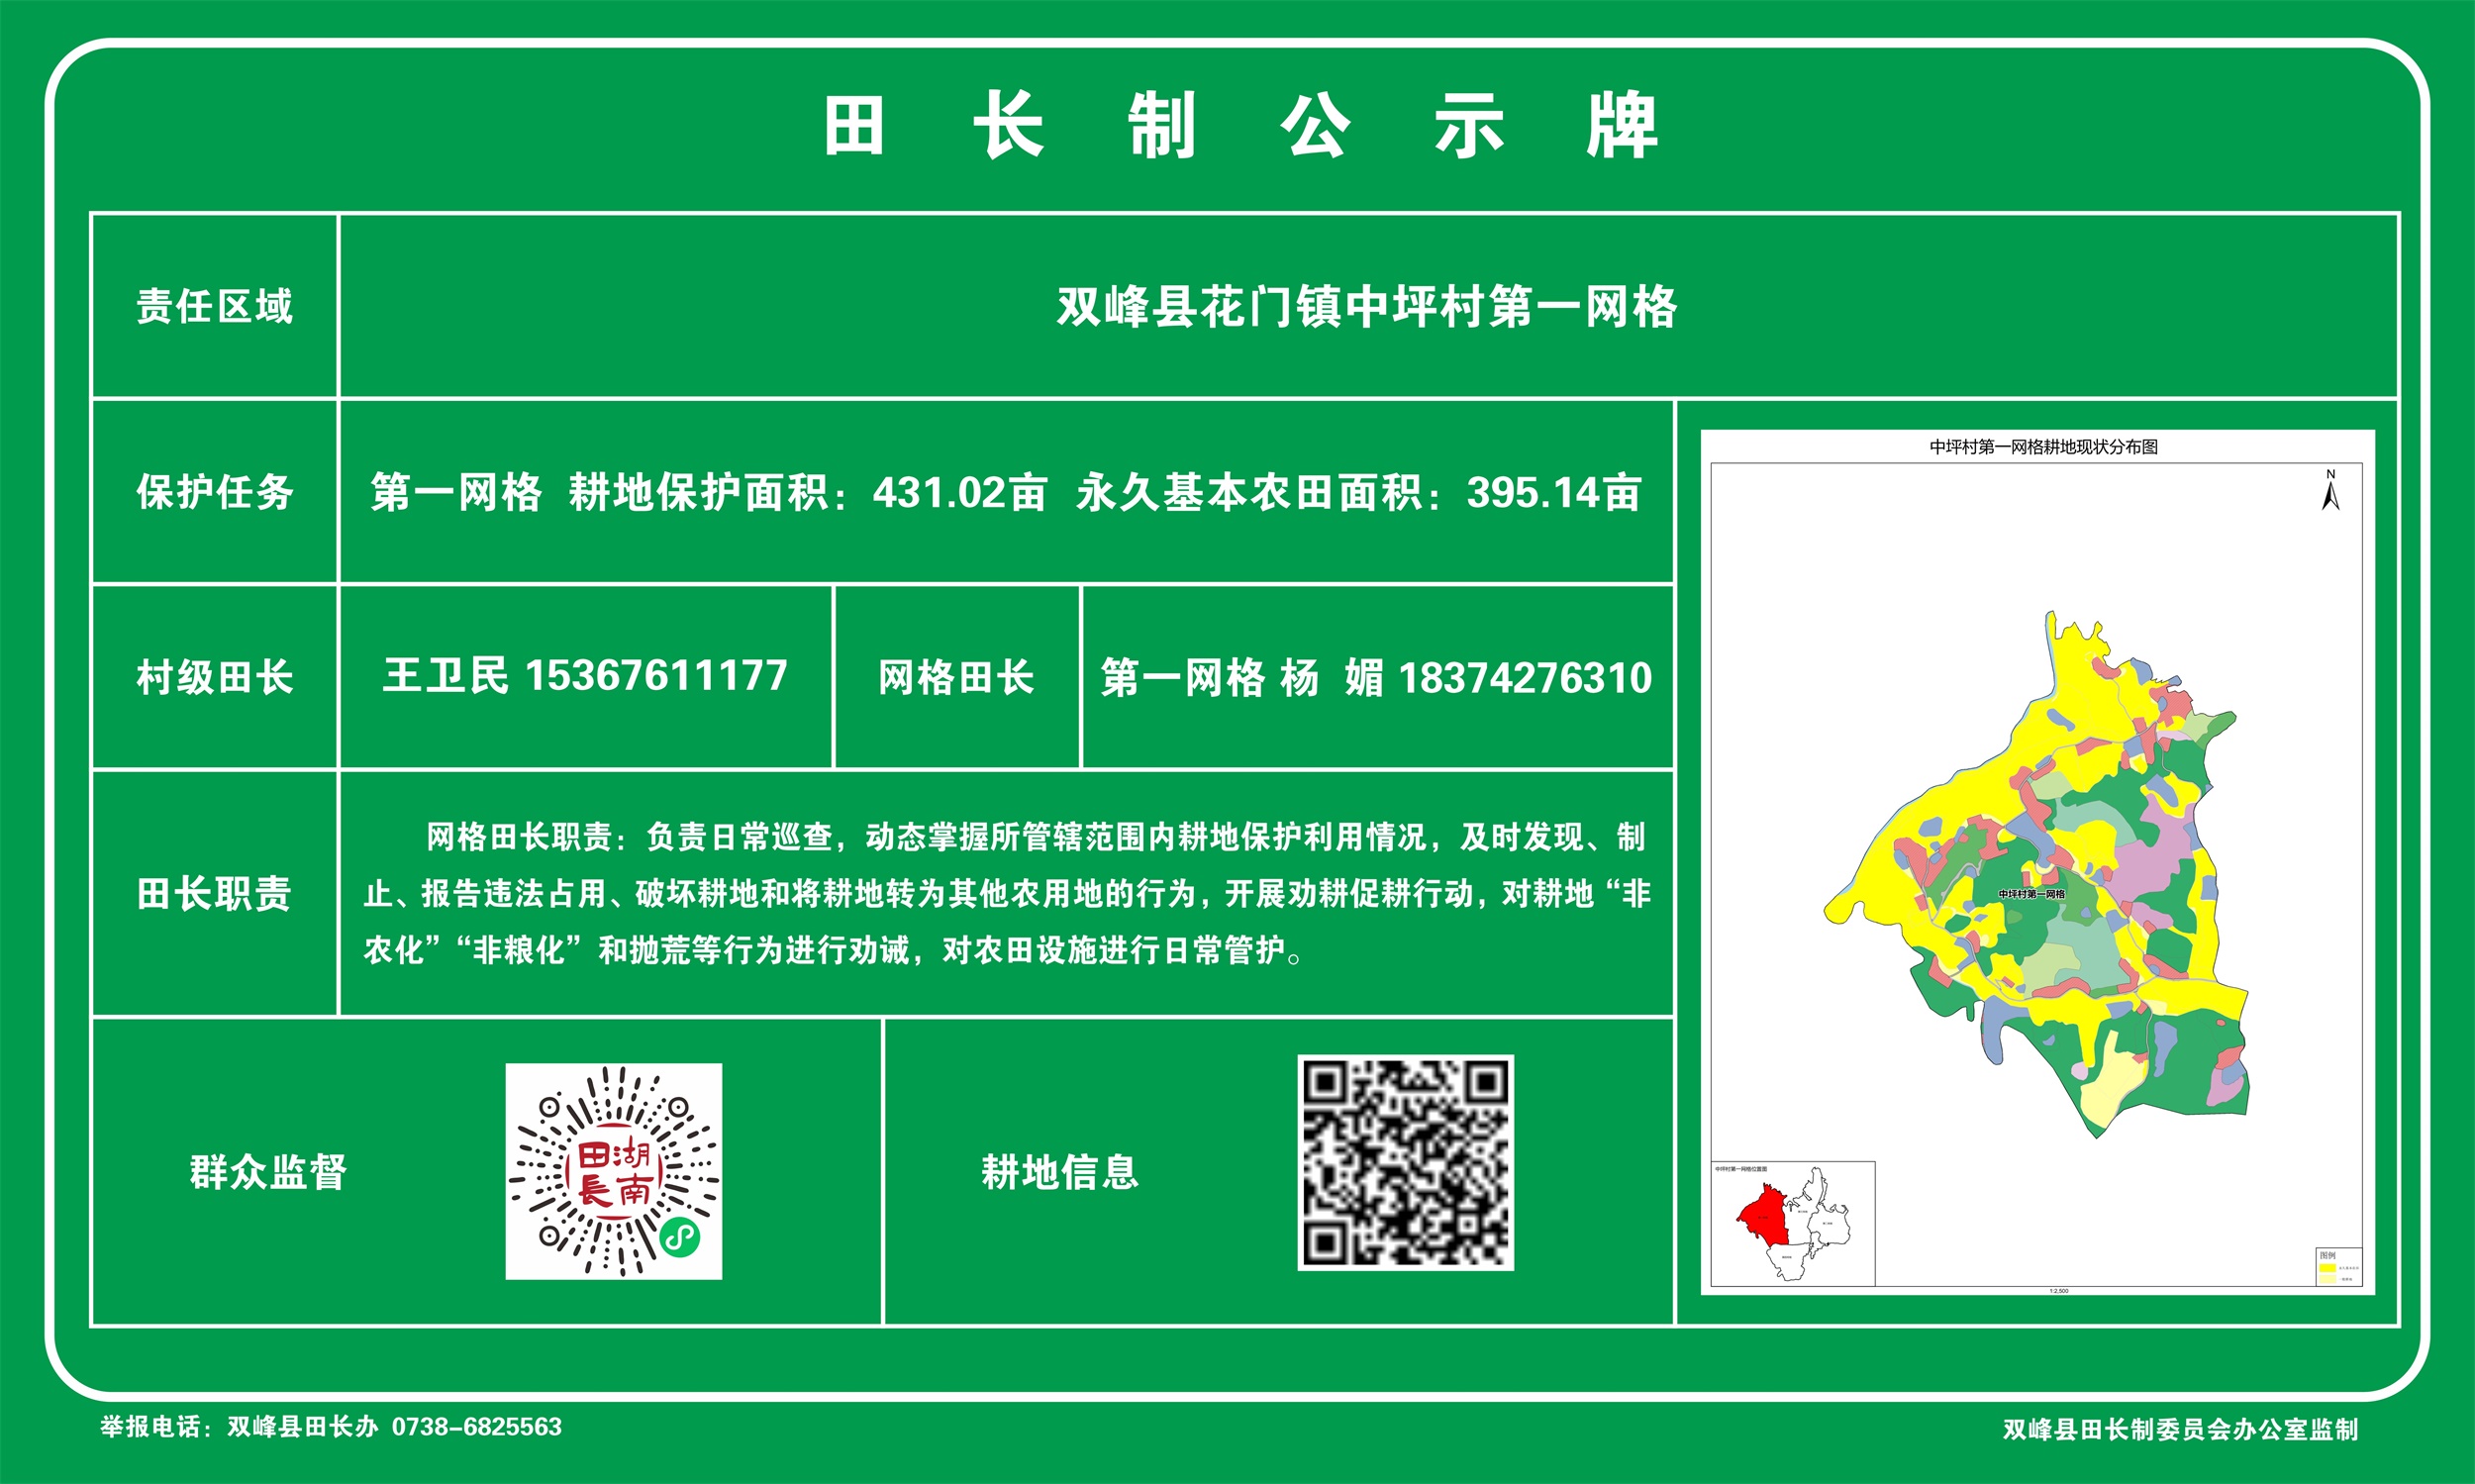 田长制公示牌
责任区域
双峰县花门镇中坪村第一网格
保护任务
第一网格 耕地保护面积：431.02亩 永久基本农田面积：395.14亩
村级田长
王卫民 15367611177
网格田长
第一网格 杨 媚 18374276310
田长职责
网格田长职责：负责日常巡查，动态掌握所管辖范围内耕地保护利用情况，及时发现、制
止、报告违法占用、破坏耕地和将耕地转为其他农用地的行为，开展劝耕促耕行动，对耕地“非
农化”“非粮化”和抛荒等行为进行劝诫，对农田设施进行日常管护。
群众监督
湖南
田長
耕地信息
中坪村第一网格耕地现状分布图
N
中坪村第一网格
中坪村第一网格位置图
图例
1:2,500
举报电话：双峰县田长办 0738-6825563
双峰县田长制委员会办公室监制